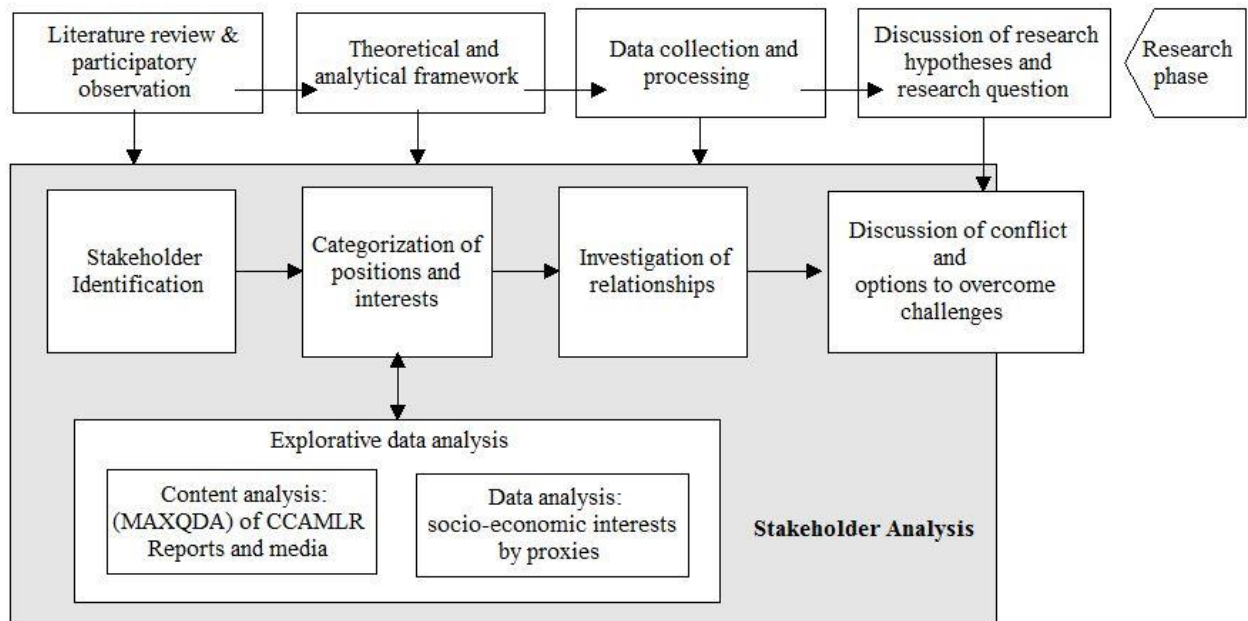 Literature review &
participatory
observation
Theoretical and
analytical framework
Data collection and
processing
Discussion of research
hypotheses and
research question
Research
phase
Stakeholder
Identification
Categorization of
positions and
interests
Investigation of
relationships
Discussion of conflict
and
options to overcome
challenges
Explorative data analysis
Content analysis:
(MAXQDA) of CCAMLR
Reports and media
Data analysis:
socio-economic interests
by proxies
Stakeholder Analysis